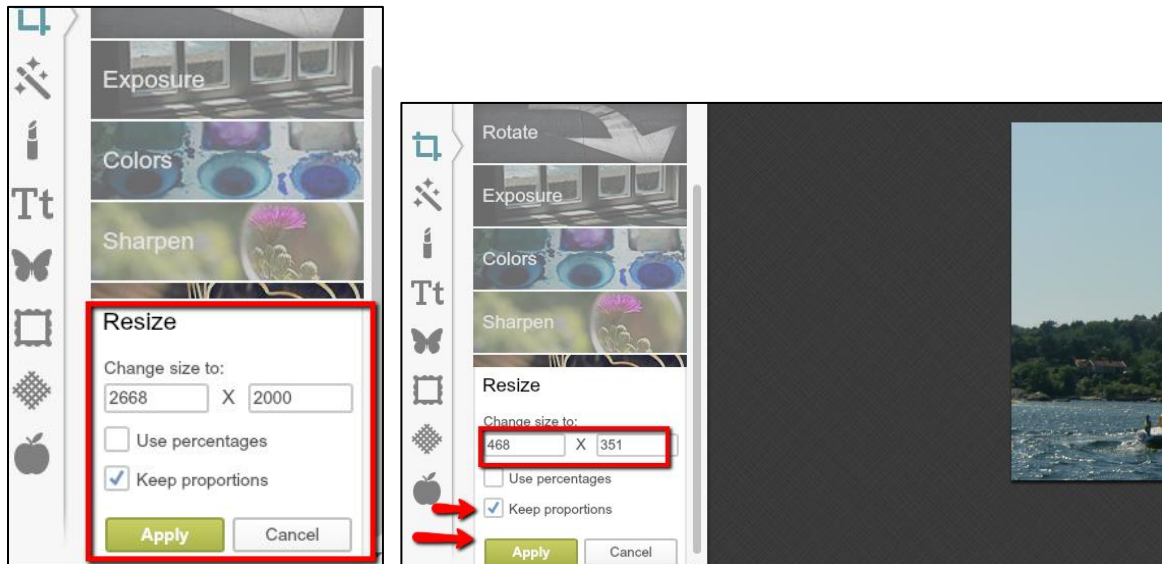 Exposure
Colors
Tt
Sharpen
Resize
Change size to:
2668 X 2000
Use percentages
Keep proportions
Apply Cancel
Rotate
Exposure
Colors
Tt
Sharpen
Resize
Change size to:
468 X 351
Use percentages
Keep proportions
Apply Cancel